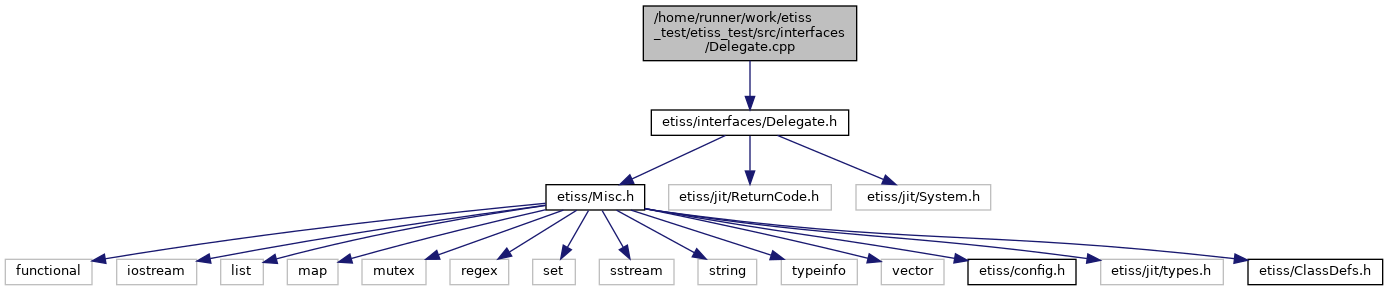 /home/runner/work/etiss
_test/etiss_test/src/interfaces
/Delegate.cpp
etiss/interfaces/Delegate.h
etiss/Misc.h
etiss/jit/ReturnCode.h
etiss/jit/System.h
functional
iostream
list
map
mutex
regex
set
sstream
string
typeinfo
vector
etiss/config.h
etiss/jit/types.h
etiss/ClassDefs.h